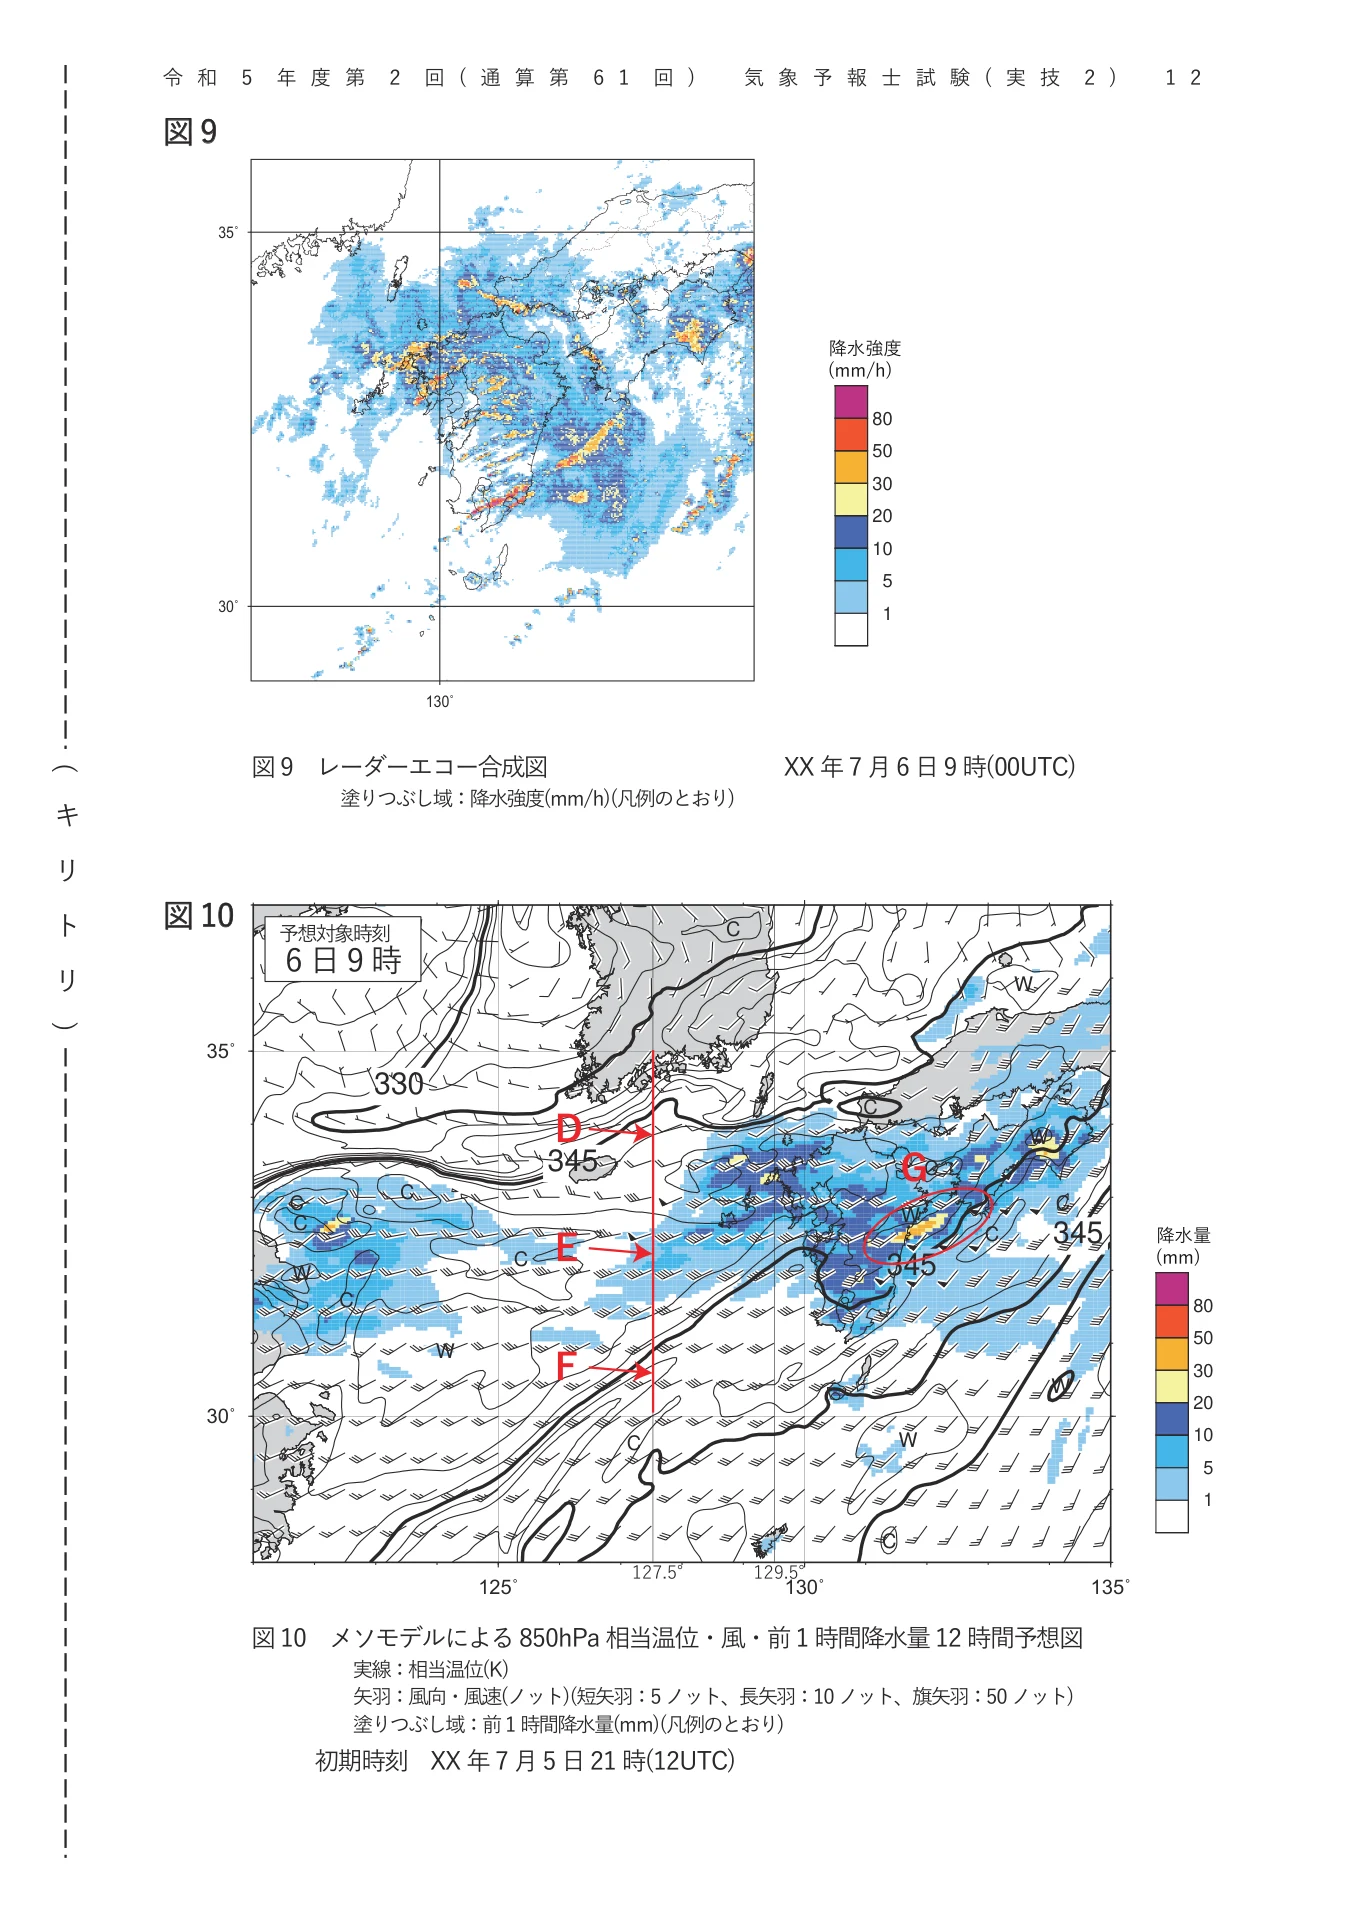 令和5年度第2回(通算第61回) 気象予報士試験(実技2) 12
(キリトリ)
図9
35°
30°
130°
降水強度
(mm/h)
80
50
30
20
10
5
1
図9 レーダーエコー合成図 XX年7月6日9時(00UTC)
塗りつぶし域：降水強度(mm/h)(凡例のとおり)
図10
予想対象時刻
6日9時
C
W
35°
330
C
D
W
345
G
C
C
C
W
C
E
C
345
W
345
C
W
F
W
30°
C
W
C
127.5°
129.5°
125°
130°
135°
降水量
(mm)
80
50
30
20
10
5
1
図10 メソモデルによる850hPa相当温位・風・前1時間降水量12時間予想図
実線：相当温位(K)
矢羽：風向・風速(ノット)(短矢羽：5ノット、長矢羽：10ノット、旗矢羽：50ノット)
塗りつぶし域：前1時間降水量(mm)(凡例のとおり)
初期時刻 XX年7月5日21時(12UTC)